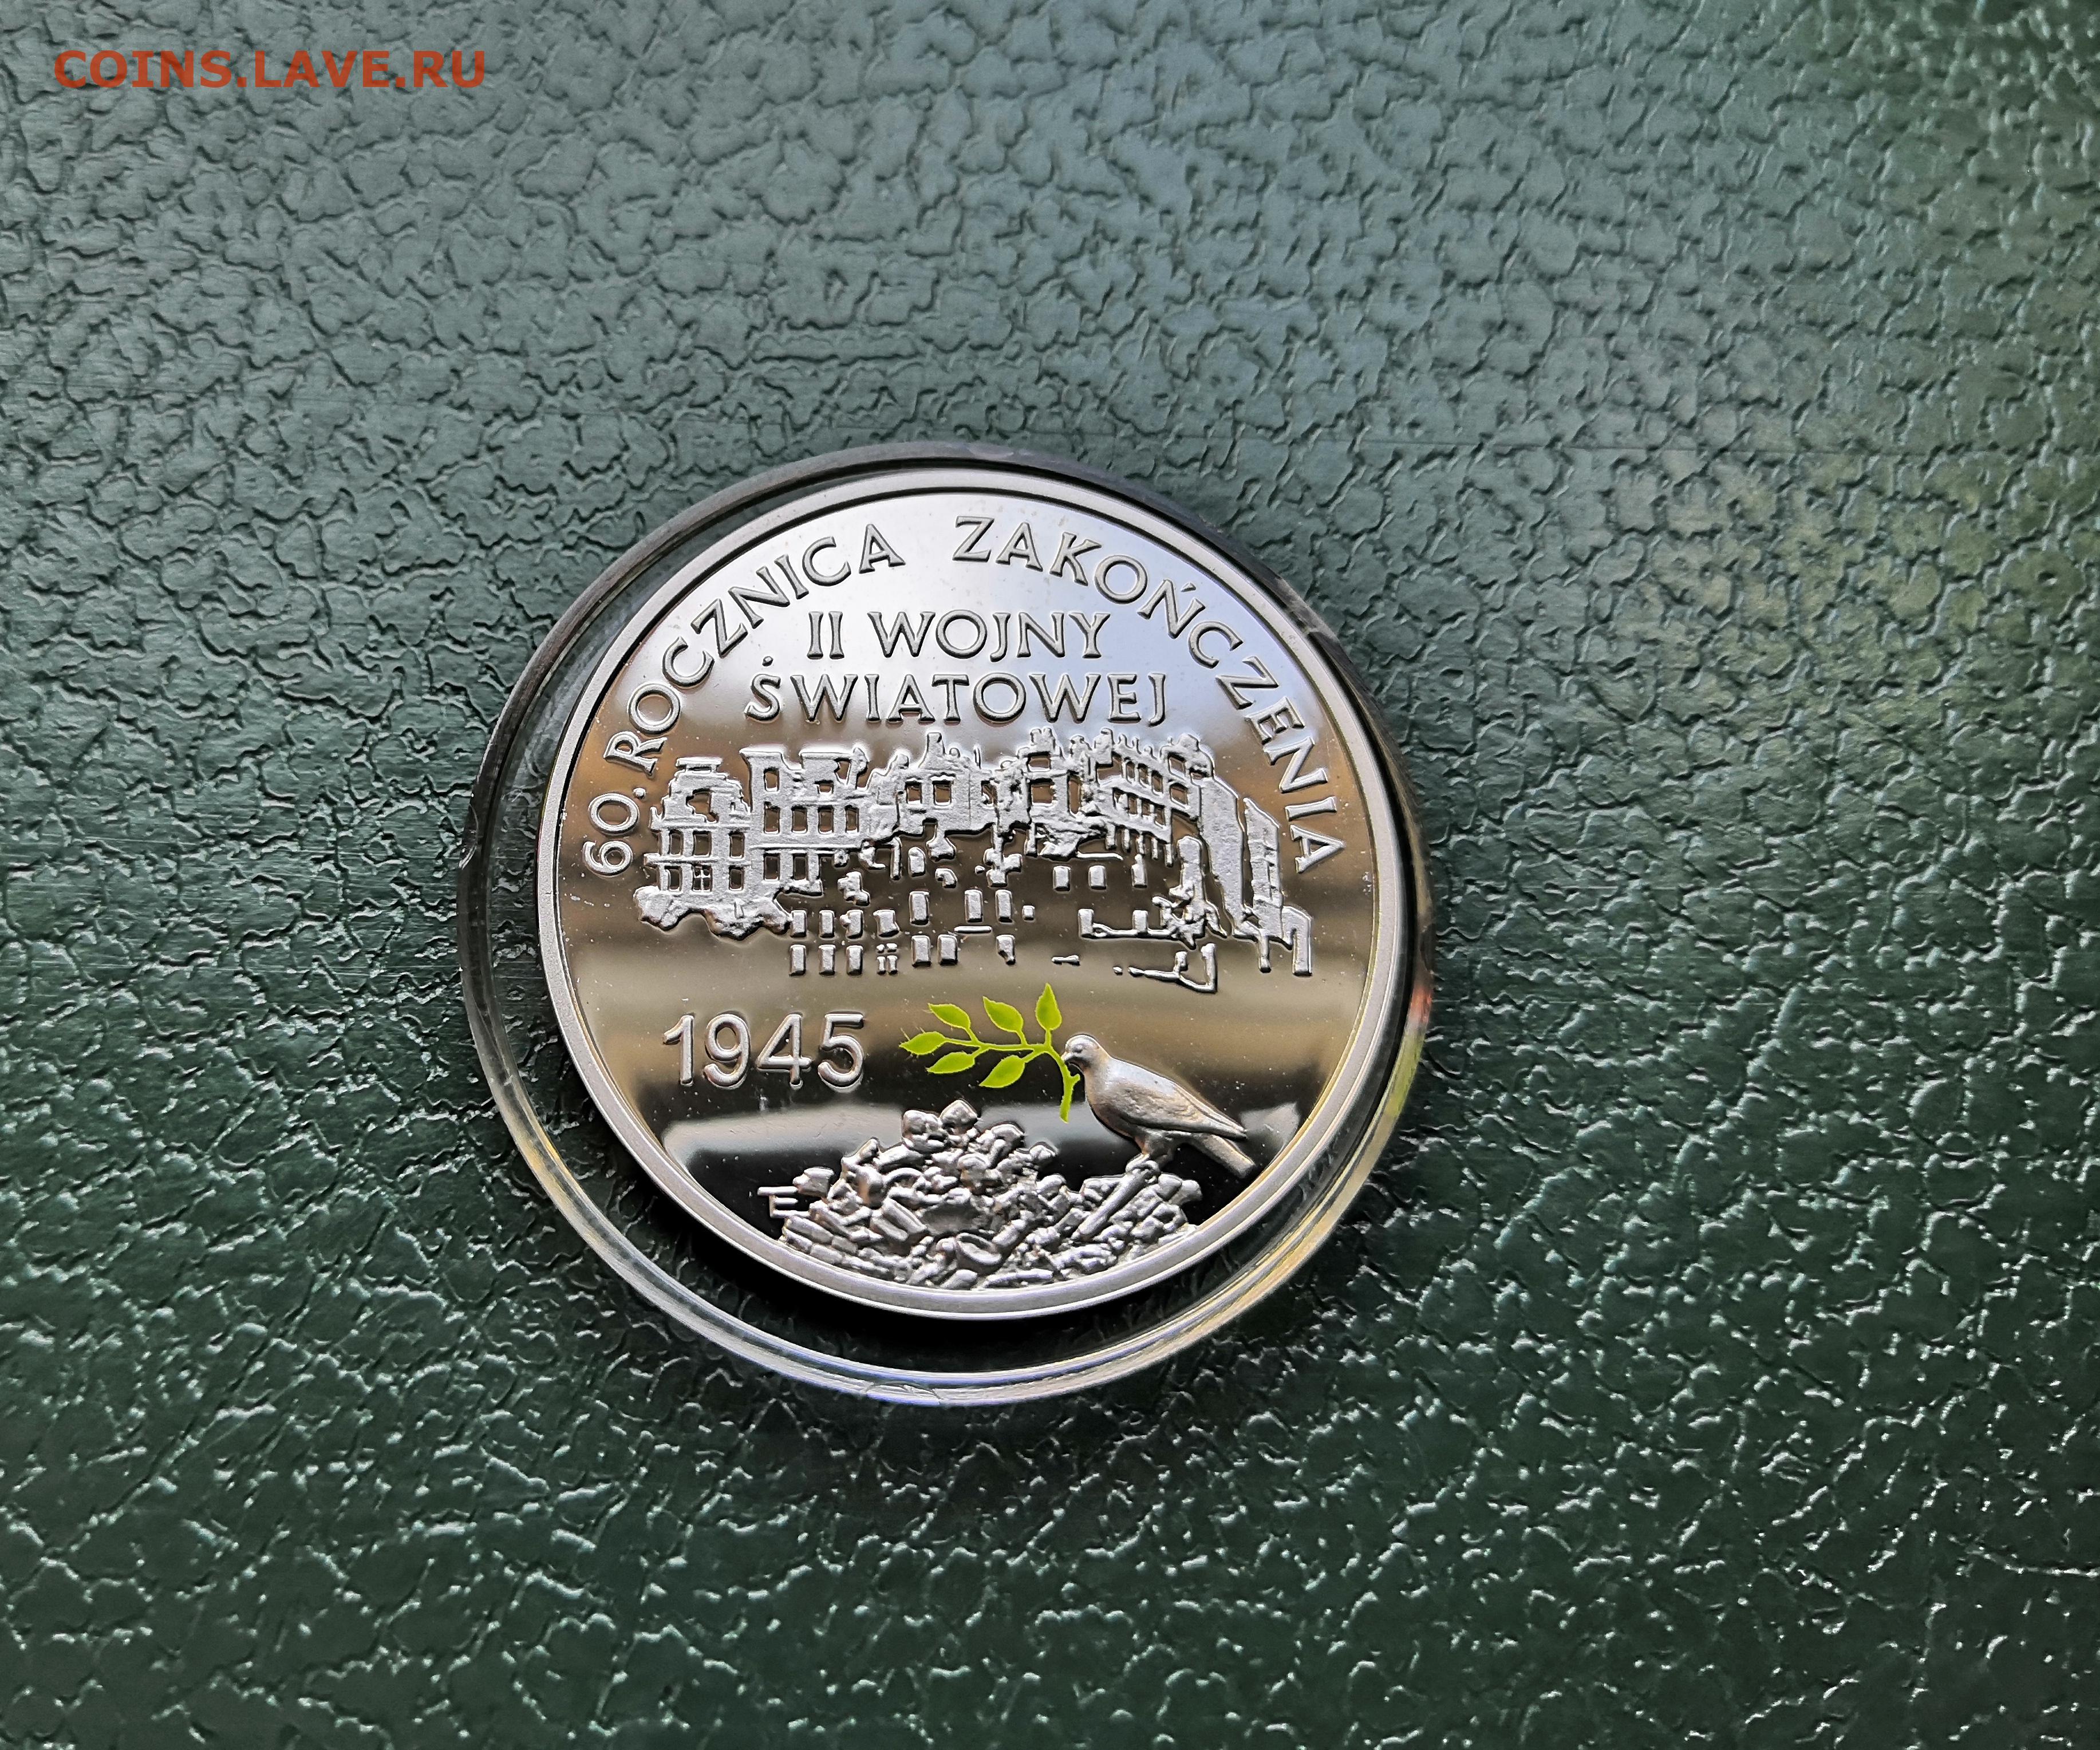 COINS.LAVE.RU
60. ROCZNICA ZAKOŃCZENIA
II WOJNY
ŚWIATOWEJ
1945